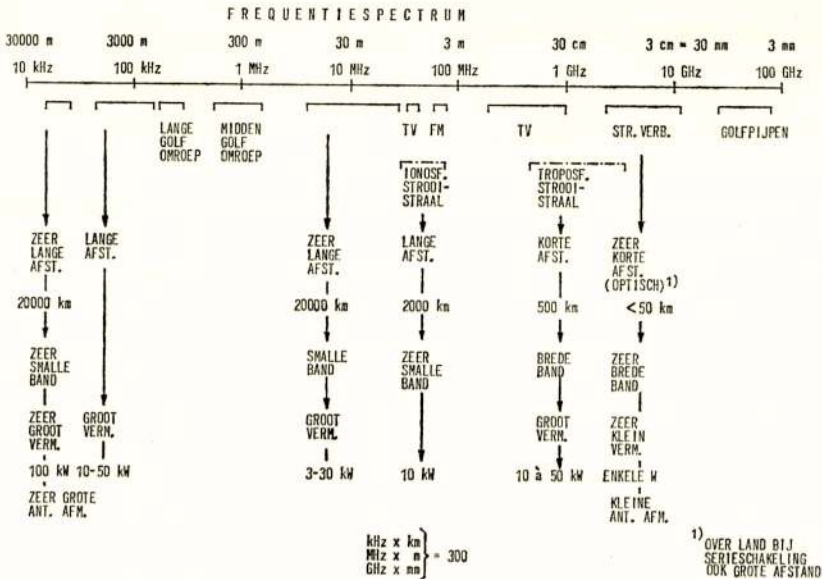 FREQUENTIESPECTRUM
30000 m 3000 m 300 m 30 m 3 m 30 cm 3 cm = 30 mm 3 mm
10 kHz 100 kHz 1 MHz 10 MHz 100 MHz 1 GHz 10 GHz 100 GHz
LANGE
GOLF
OMROEP
MIDDEN
GOLF
OMROEP
TV FM
TV
STR. VERB.
GOLFPIJPEN
IONOSF.
STROOI-
STRAAL
TROPOSF.
STROOI-
STRAAL
ZEER
LANGE
AFST.
20000 km
ZEER
SMALLE
BAND
ZEER
GROOT
VERM.
100 kW
ZEER GROTE
ANT. AFM.
LANGE
AFST.
GROOT
VERM.
10-50 kW
ZEER
LANGE
AFST.
20000 km
SMALLE
BAND
GROOT
VERM.
3-30 kW
LANGE
AFST.
2000 km
ZEER
SMALLE
BAND
10 kW
KORTE
AFST.
500 km
BREDE
BAND
GROOT
VERM.
10 à 50 kW
ZEER
KORTE
AFST.
(OPTISCH) 1)
<50 km
ZEER
BREDE
BAND
ZEER
KLEIN
VERM.
ENKELE W
KLEINE
ANT. AFM.
kHz x km
MHz x m = 300
GHz x mm
1) OVER LAND BIJ
SERIESCHAKELING
OOK GROTE AFSTAND